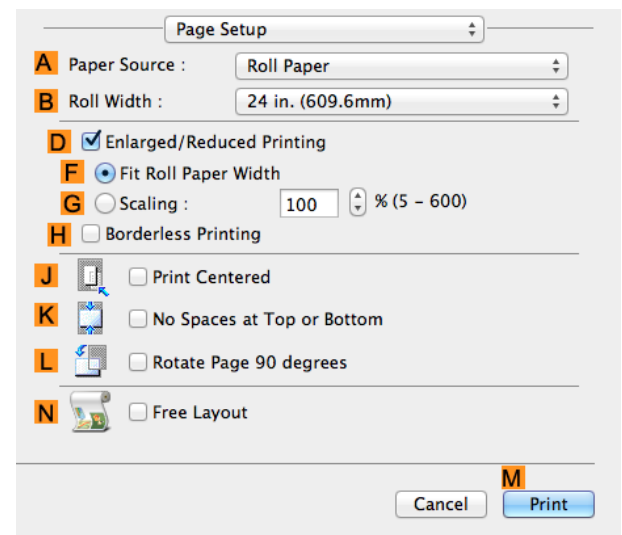 Page Setup
A Paper Source : Roll Paper
B Roll Width : 24 in. (609.6mm)
D Enlarged/Reduced Printing
F Fit Roll Paper Width
G Scaling : 100 % (5 - 600)
H Borderless Printing
J Print Centered
K No Spaces at Top or Bottom
L Rotate Page 90 degrees
N Free Layout
M
Cancel Print